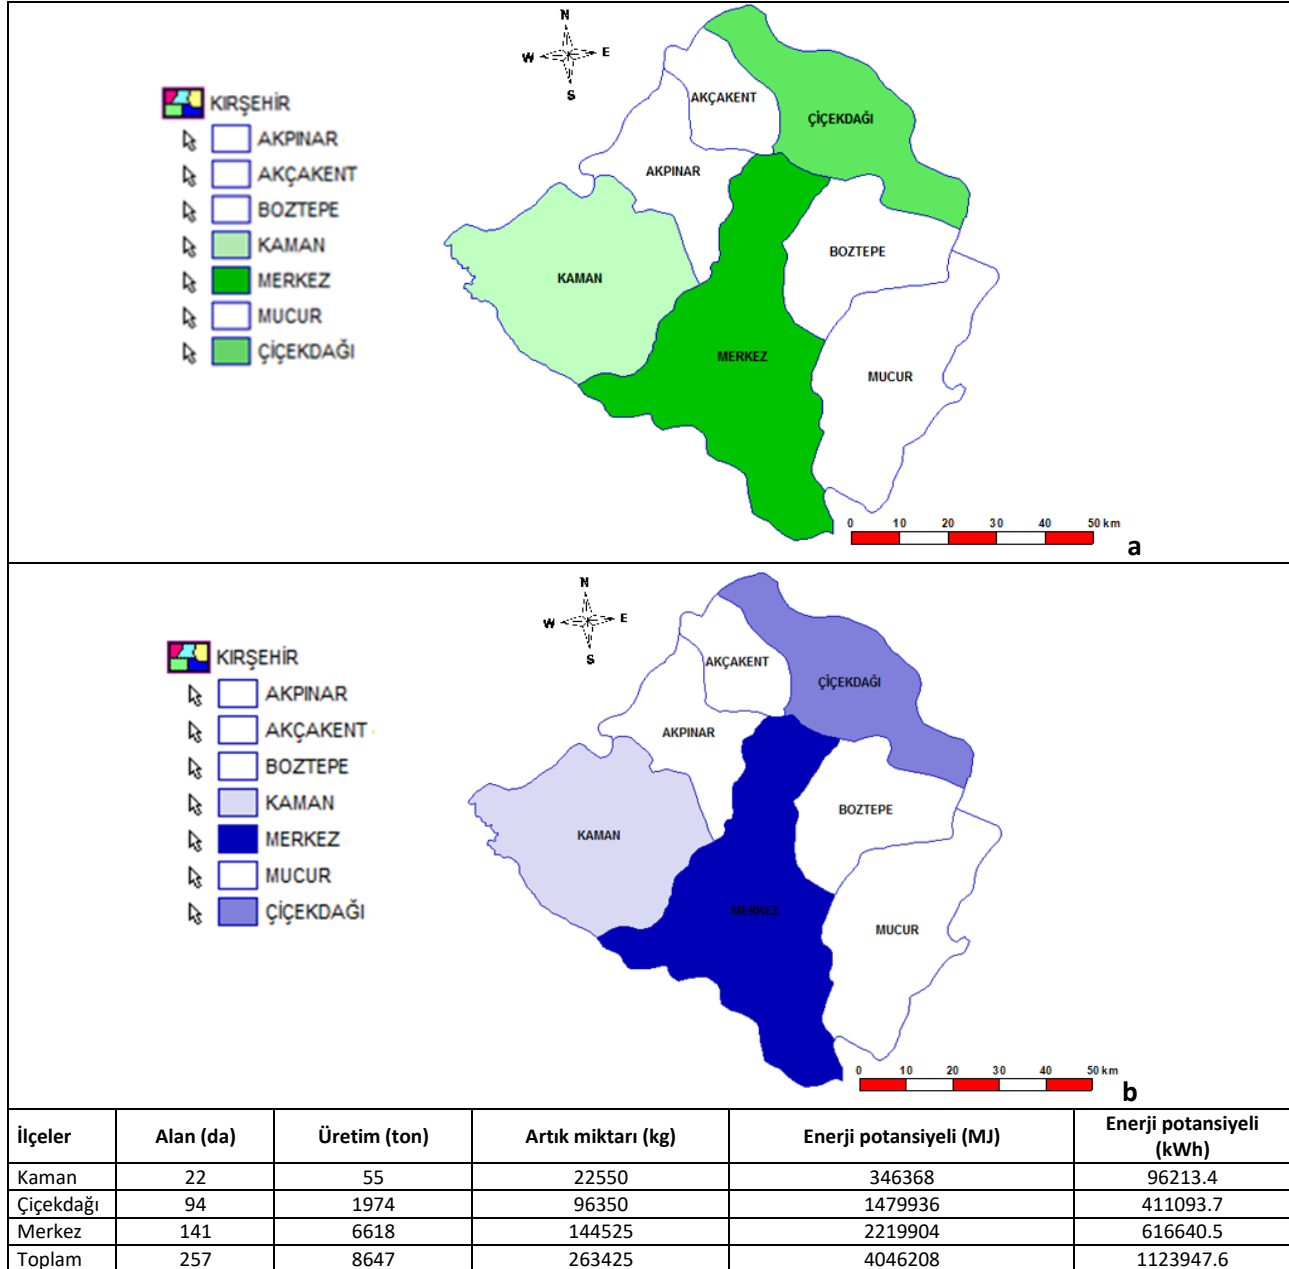 N
W E
S
KIRŞEHİR
AKPINAR
AKÇAKENT
BOZTEPE
KAMAN
MERKEZ
MUCUR
ÇİÇEKDAĞI
AKÇAKENT
ÇİÇEKDAĞI
AKPINAR
BOZTEPE
KAMAN
MERKEZ
MUCUR
0 10 20 30 40 50 km
a
N
W E
S
KIRŞEHİR
AKPINAR
AKÇAKENT
BOZTEPE
KAMAN
MERKEZ
MUCUR
ÇİÇEKDAĞI
AKÇAKENT
ÇİÇEKDAĞI
AKPINAR
BOZTEPE
KAMAN
MERKEZ
MUCUR
0 10 20 30 40 50 km
b
İlçeler Alan (da) Üretim (ton) Artık miktarı (kg) Enerji potansiyeli (MJ) Enerji potansiyeli (kWh)
Kaman 22 55 22550 346368 96213.4
Çiçekdağı 94 1974 96350 1479936 411093.7
Merkez 141 6618 144525 2219904 616640.5
Toplam 257 8647 263425 4046208 1123947.6